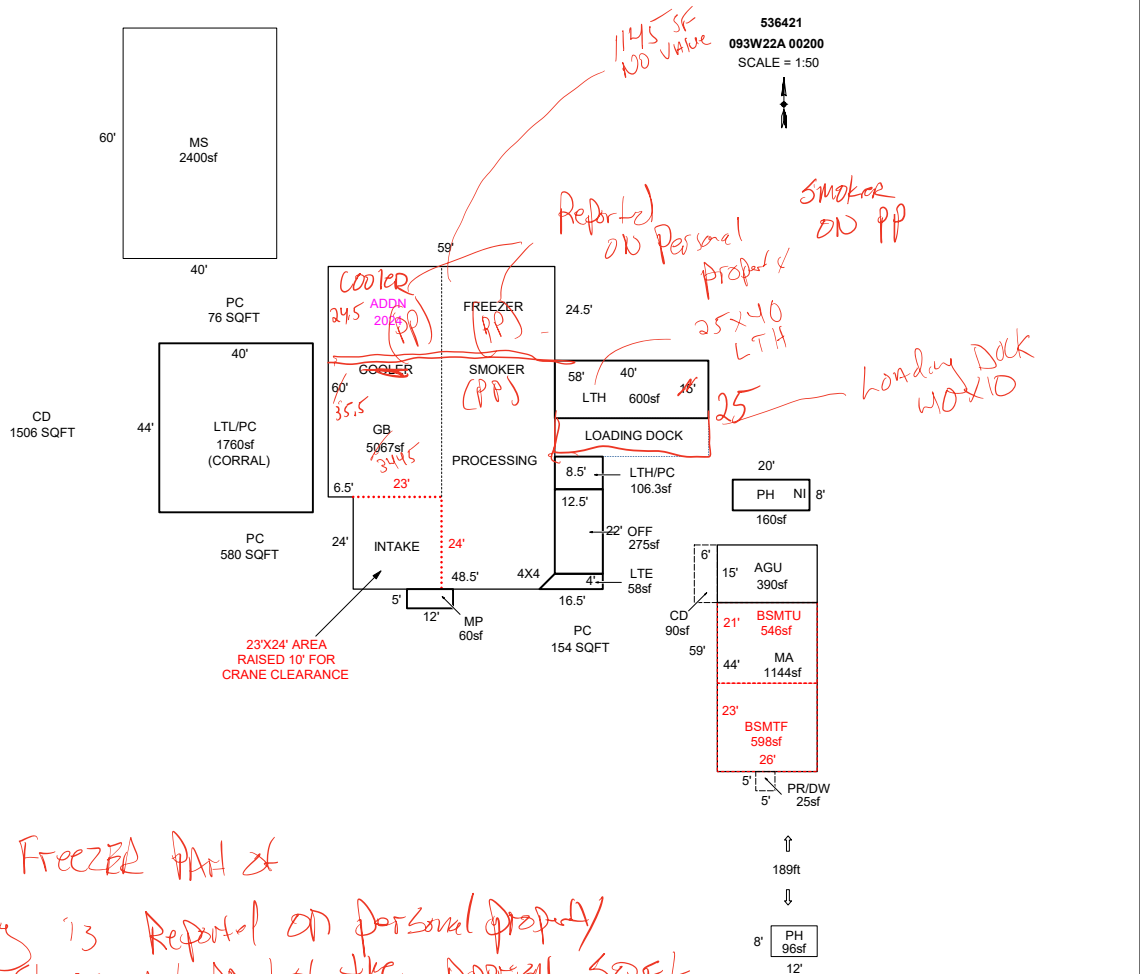 536421
093W22A 00200
SCALE = 1:50
1145 SF
NO VALUE
60'
MS
2400sf
40'
Reported
ON Personal
Property
SMOKER
ON PP
59'
COOLER
24.5
ADDN
2024
(PP)
FREEZER
(PP)
24.5'
PC
76 SQFT
25X40
LTH
40'
COOLER
60'
35.5
SMOKER
(PP)
58'
40'
15'
LTH
600sf
25
Loading Dock
40X10
CD
1506 SQFT
44'
LTL/PC
1760sf
(CORRAL)
GB
5067sf
3445
PROCESSING
LOADING DOCK
6.5'
23'
8.5'
LTH/PC
106.3sf
12.5'
22'
OFF
275sf
20'
PH
NI
8'
160sf
PC
580 SQFT
24'
INTAKE
24'
48.5'
4X4
4'
LTE
58sf
5'
12'
MP
60sf
16.5'
PC
154 SQFT
23'X24' AREA
RAISED 10' FOR
CRANE CLEARANCE
6'
15'
AGU
390sf
CD
90sf
21'
BSMTU
546sf
59'
44'
MA
1144sf
23'
BSMTF
598sf
26'
5'
5'
PR/DW
25sf
189ft
8'
PH
96sf
12'
FREEZER PART of
is Reported on personal property
the